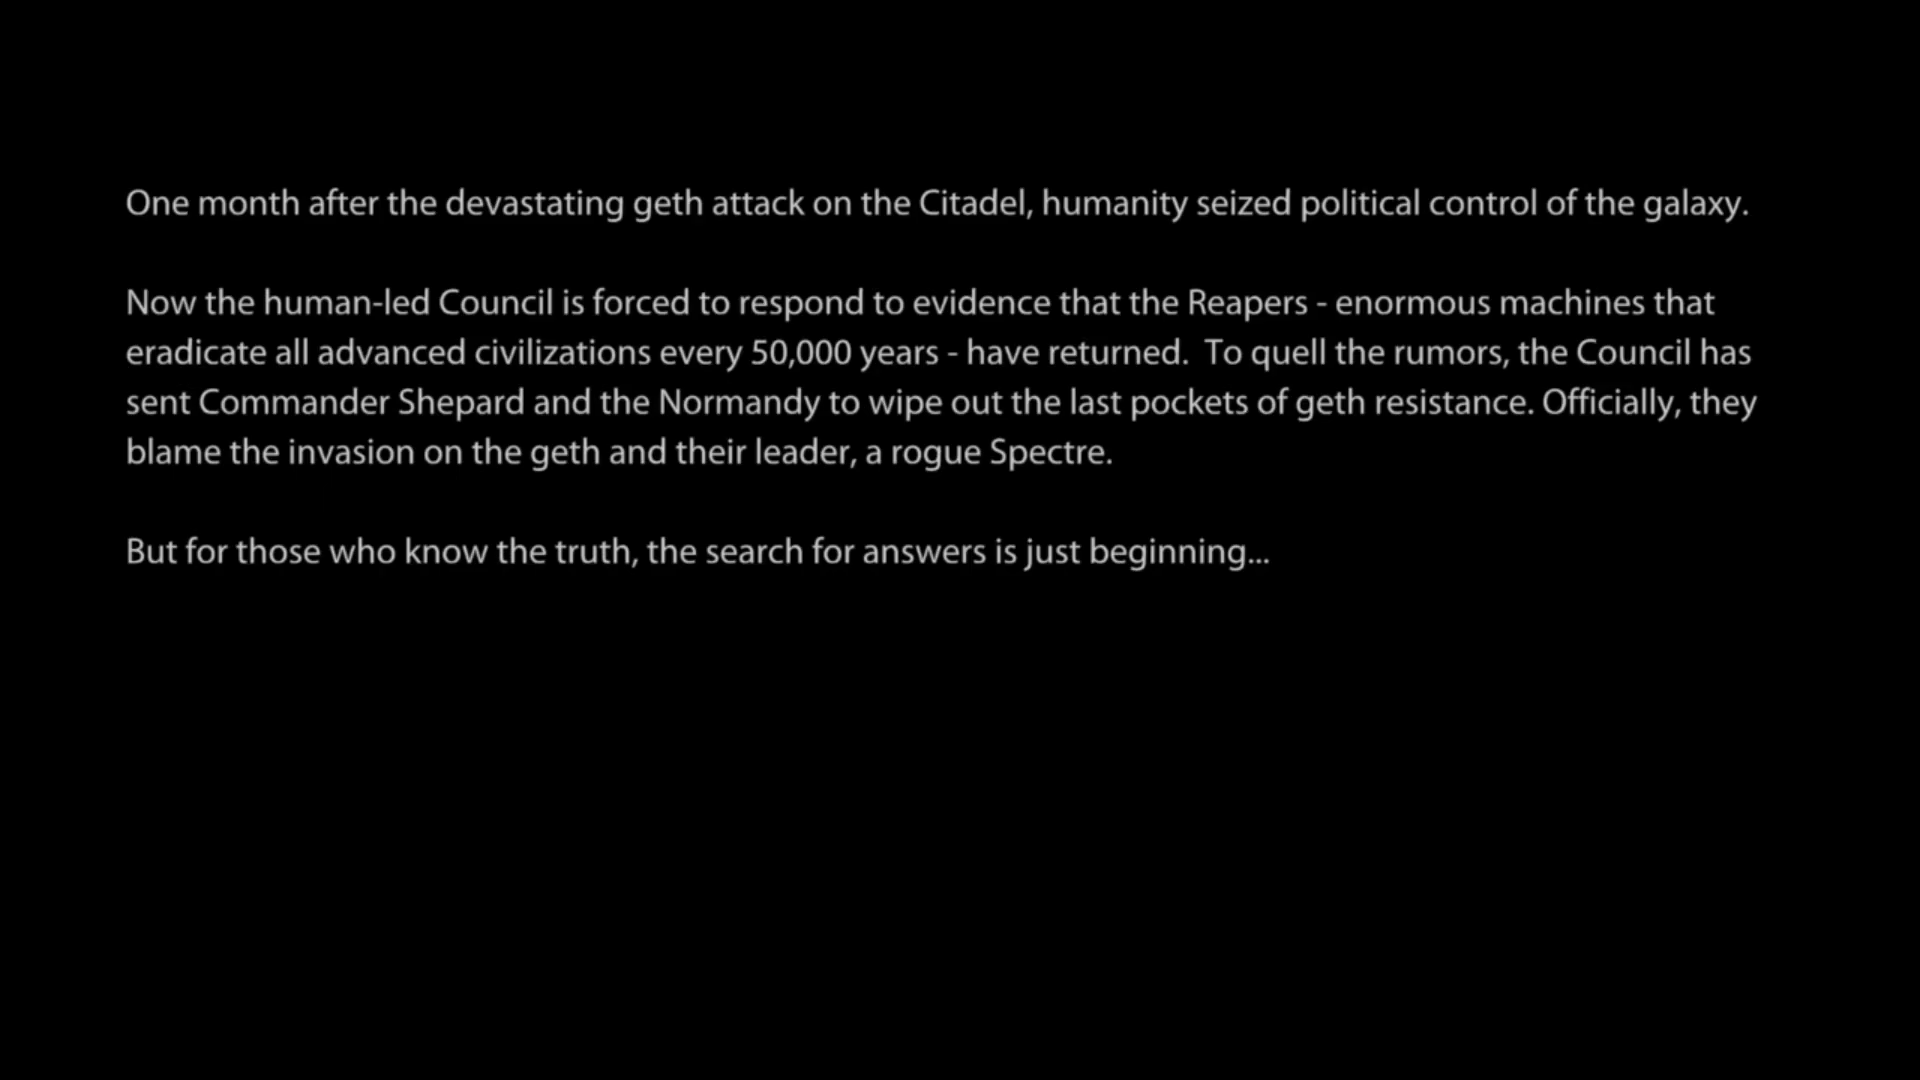 One month after the devastating geth attack on the Citadel, humanity seized political control of the galaxy.
Now the human-led Council is forced to respond to evidence that the Reapers - enormous machines that
eradicate all advanced civilizations every 50,000 years - have returned.  To quell the rumors, the Council has
sent Commander Shepard and the Normandy to wipe out the last pockets of geth resistance. Officially, they
blame the invasion on the geth and their leader, a rogue Spectre.
But for those who know the truth, the search for answers is just beginning...